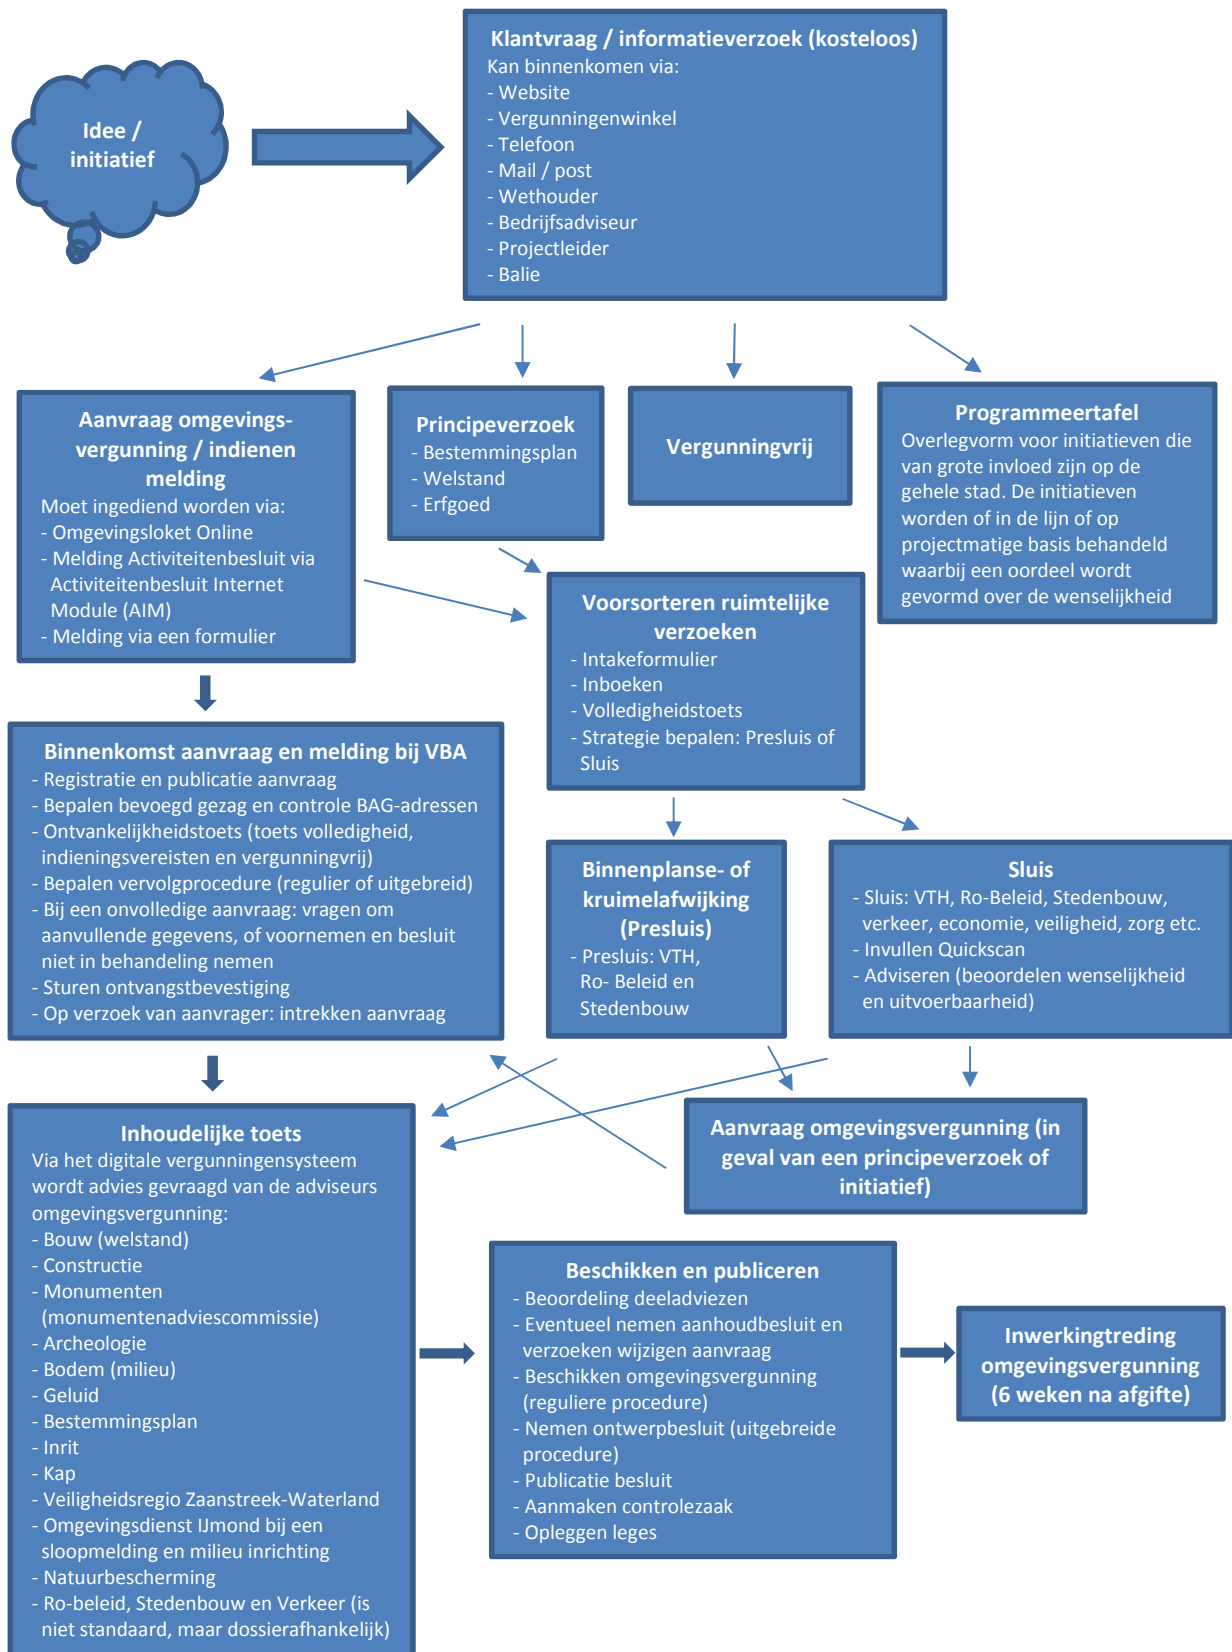 Idee /
initiatief
Klantvraag / informatieverzoek (kosteloos)
Kan binnenkomen via:
- Website
- Vergunningenwinkel
- Telefoon
- Mail / post
- Wethouder
- Bedrijfsadviseur
- Projectleider
- Balie
Aanvraag omgevings-
vergunning / indienen
melding
Moet ingediend worden via:
- Omgevingsloket Online
- Melding Activiteitenbesluit via
Activiteitenbesluit Internet
Module (AIM)
- Melding via een formulier
Principeverzoek
- Bestemmingsplan
- Welstand
- Erfgoed
Vergunningvrij
Programmeertafel
Overlegvorm voor initiatieven die
van grote invloed zijn op de
gehele stad. De initiatieven
worden of in de lijn of op
projectmatige basis behandeld
waarbij een oordeel wordt
gevormd over de wenselijkheid
Voorsorteren ruimtelijke
verzoeken
- Intakeformulier
- Inboeken
- Volledigheidstoets
- Strategie bepalen: Presluis of
Sluis
Binnenkomst aanvraag en melding bij VBA
- Registratie en publicatie aanvraag
- Bepalen bevoegd gezag en controle BAG-adressen
- Ontvankelijkheidstoets (toets volledigheid,
indieningsvereisten en vergunningvrij)
- Bepalen vervolgprocedure (regulier of uitgebreid)
- Bij een onvolledige aanvraag: vragen om
aanvullende gegevens, of voornemen en besluit
niet in behandeling nemen
- Sturen ontvangstbevestiging
- Op verzoek van aanvrager: intrekken aanvraag
Binnenplanse- of
kruimelafwijking
(Presluis)
- Presluis: VTH,
Ro- Beleid en
Stedenbouw
Sluis
- Sluis: VTH, Ro-Beleid, Stedenbouw,
verkeer, economie, veiligheid, zorg etc.
- Invullen Quickscan
- Adviseren (beoordelen wenselijkheid
en uitvoerbaarheid)
Aanvraag omgevingsvergunning (in
geval van een principeverzoek of
initiatief)
Inhoudelijke toets
Via het digitale vergunningensysteem
wordt advies gevraagd van de adviseurs
omgevingsvergunning:
- Bouw (welstand)
- Constructie
- Monumenten
(monumentenadviescommissie)
- Archeologie
- Bodem (milieu)
- Geluid
- Bestemmingsplan
- Inrit
- Kap
- Veiligheidsregio Zaanstreek-Waterland
- Omgevingsdienst IJmond bij een
sloopmelding en milieu inrichting
- Natuurbescherming
- Ro-beleid, Stedenbouw en Verkeer (is
niet standaard, maar dossierafhankelijk)
Beschikken en publiceren
- Beoordeling deeladviezen
- Eventueel nemen aanhoudbesluit en
verzoeken wijzigen aanvraag
- Beschikken omgevingsvergunning
(reguliere procedure)
- Nemen ontwerpbesluit (uitgebreide
procedure)
- Publicatie besluit
- Aanmaken controlezaak
- Opleggen leges
Inwerkingtreding
omgevingsvergunning
(6 weken na afgifte)